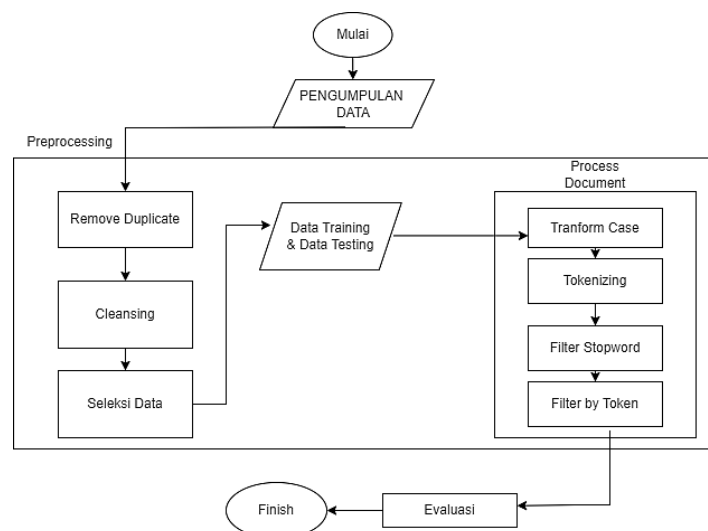 Mulai
PENGUMPULAN
DATA
Preprocessing
Process
Document
Remove Duplicate
Cleansing
Seleksi Data
Data Training
& Data Testing
Tranform Case
Tokenizing
Filter Stopword
Filter by Token
Evaluasi
Finish